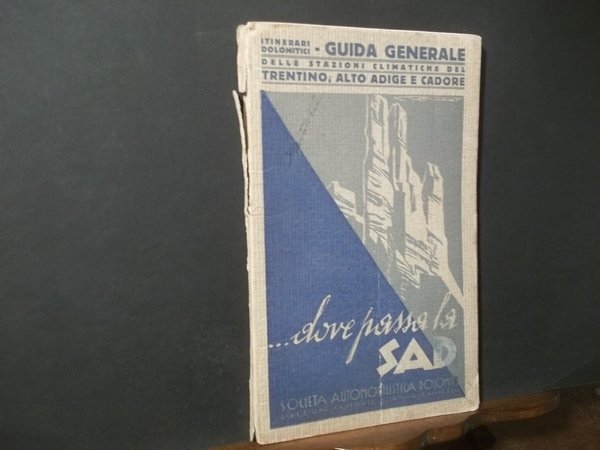 ITINERARI
DOLOMITICI - GUIDA GENERALE
DELLE STAZIONI CLIMATICHE DEL
TRENTINO, ALTO ADIGE E CADORE
...dove passa la
SAD
SOCIETÀ AUTOMOBILISTICA DOLOMITI